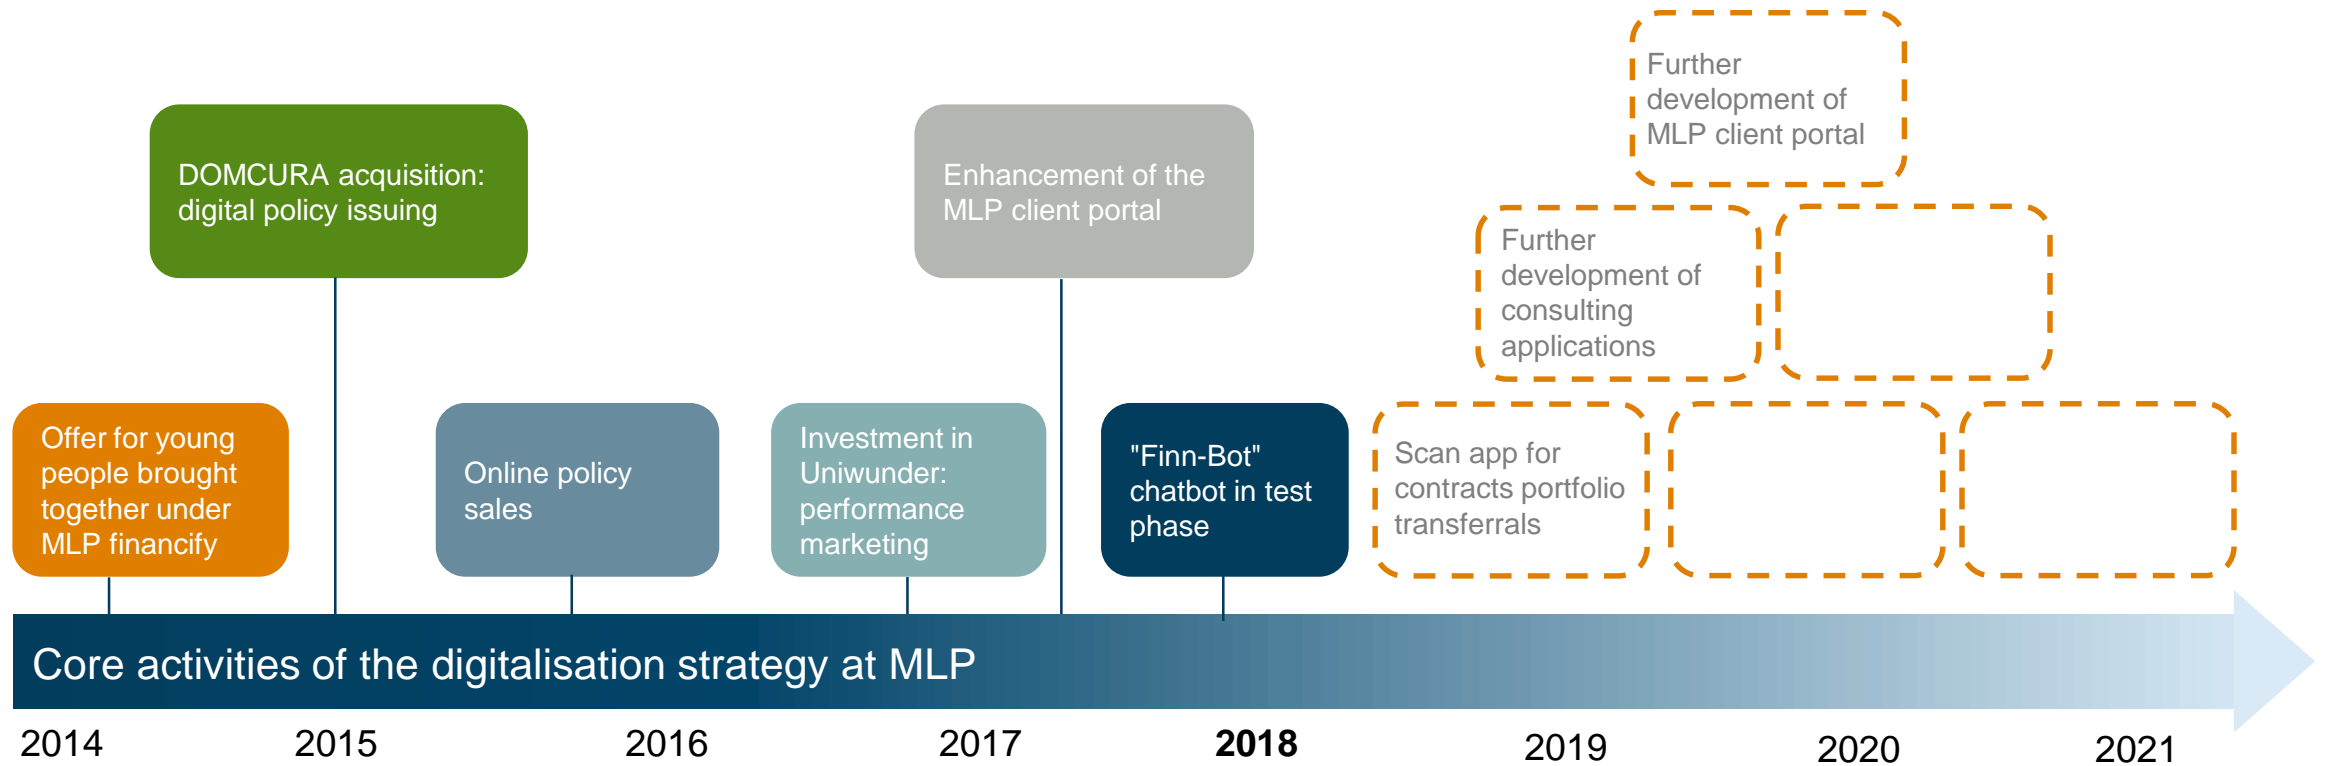 Further
development of
MLP client portal
DOMCURA acquisition:
digital policy issuing
Enhancement of the
MLP client portal
Further
development of
consulting
applications
Offer for young
people brought
together under
MLP financify
Online policy
sales
Investment in
Uniwunder:
performance
marketing
"Finn-Bot"
chatbot in test
phase
Scan app for
contracts portfolio
transferrals
Core activities of the digitalisation strategy at MLP
2014 2015 2016 2017 2018 2019 2020 2021